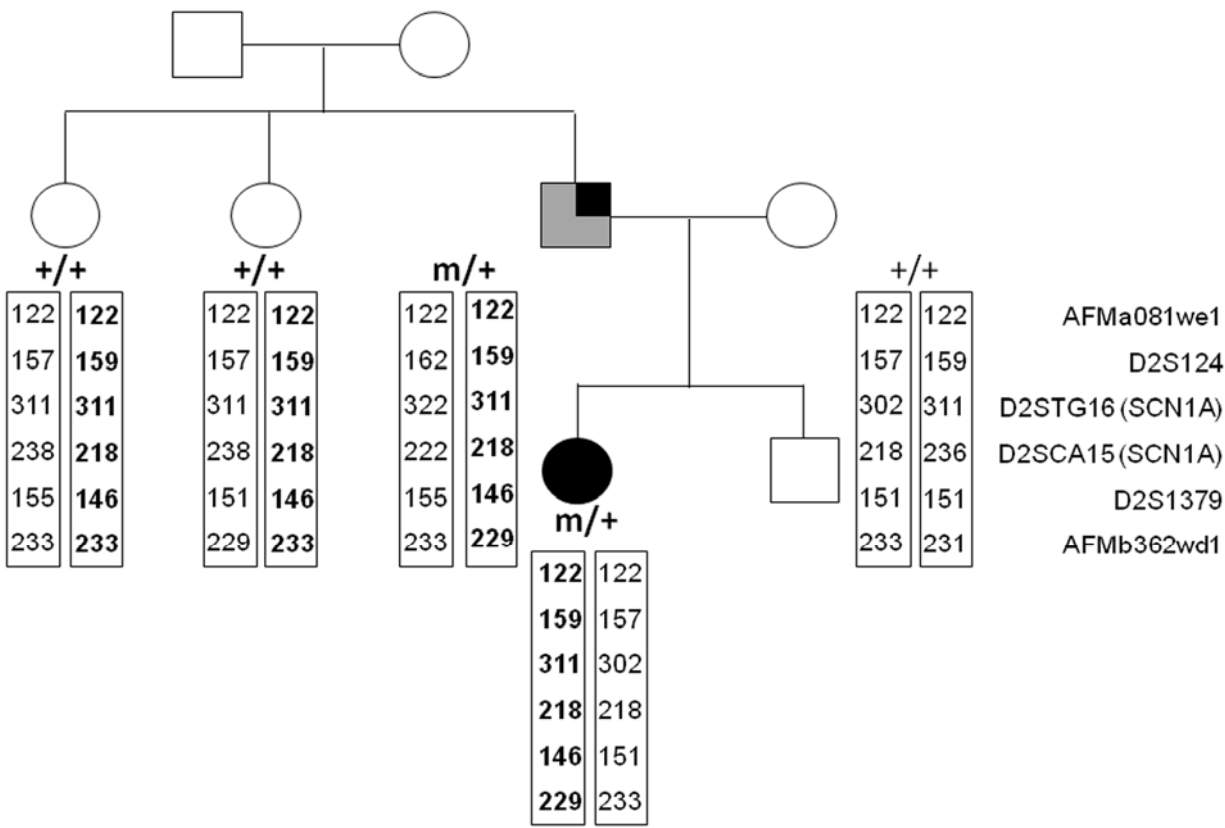 +/+ +/+ m/+ +/+
122 122 122 122 122 122 122 122 AFMa081we1
157 159 157 159 162 159 157 159 D2S124
311 311 311 311 322 311 302 311 D2STG16 (SCN1A)
238 218 238 218 222 218 218 236 D2SCA15 (SCN1A)
155 146 151 146 155 146 151 151 D2S1379
233 233 229 233 233 229 233 231 AFMb362wd1
m/+
122 122
159 157
311 302
218 218
146 151
229 233